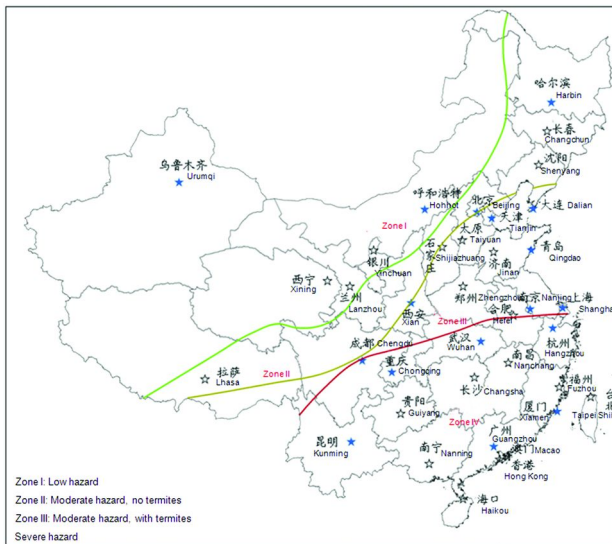 哈尔滨
Harbin
长春
Changchun
沈阳
Shenyang
乌鲁木齐
Urumqi
呼和浩特
Hohhot
北京
Beijing
大连 Dalian
天津
Tianjin
Zone I
太原
Taiyuan
石家庄
Shijiazhuang
银川
Yinchuan
青岛
Qingdao
济南
Jinan
西宁
Xining
兰州
Lanzhou
郑州 Zhengzhou
西安
Xian
合肥
Hefei
南京 Nanjing
上海
Shanghai
Zone III
成都 Chengdu
武汉
Wuhan
杭州
Hangzhou
拉萨
Lhasa
Zone II
重庆
Chongqing
南昌
Nanchang
长沙
Changsha
福州
Fuzhou
贵阳
Guiyang
厦门
Xiamen
Taipei Shi
Zone IV
昆明
Kunming
广州
Guangzhou
南宁
Nanning
澳门 Macao
香港
Hong Kong
海口
Haikou
Zone I: Low hazard
Zone II: Moderate hazard, no termites
Zone III: Moderate hazard, with termites
Severe hazard